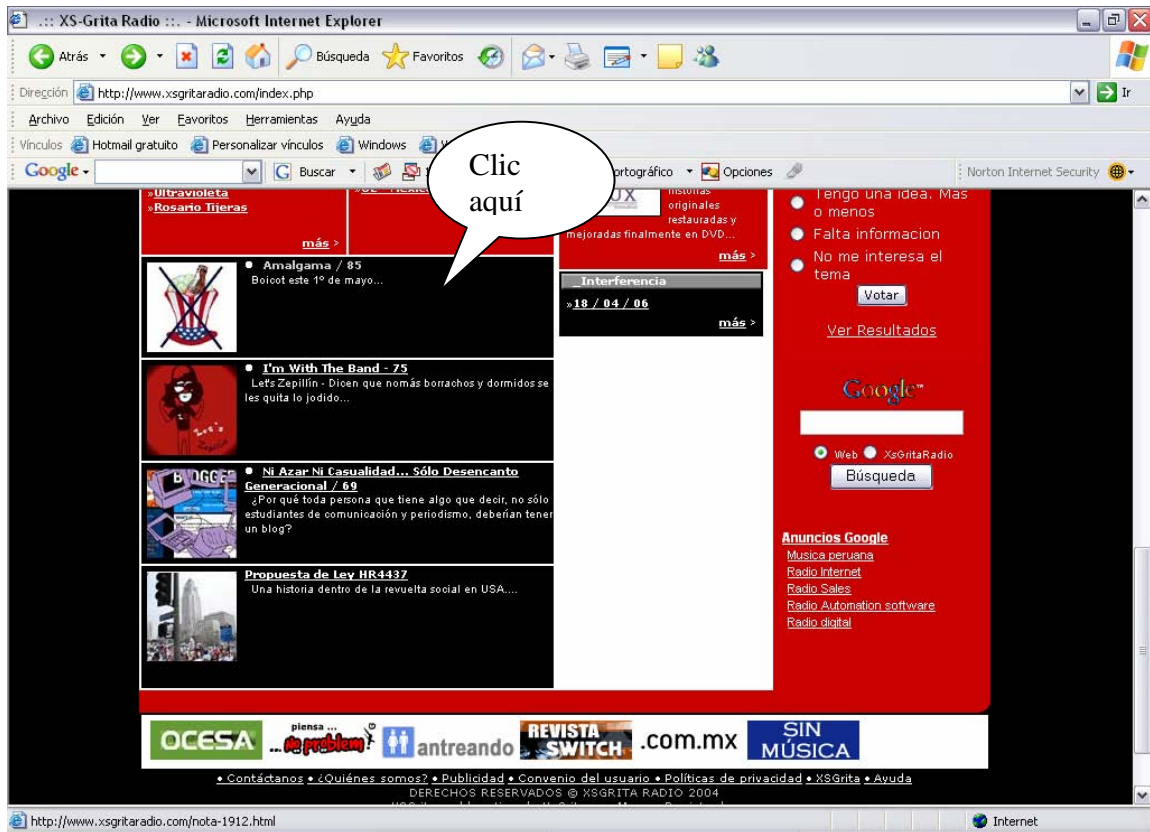 .:: XS-Grita Radio ::. - Microsoft Internet Explorer
Atrás Búsqueda Favoritos
Dirección http://www.xsgritaradio.com/index.php Ir
Archivo Edición Ver Favoritos Herramientas Ayuda
Vínculos Hotmail gratuito Personalizar vínculos Windows
Google Buscar ortográfico Opciones Norton Internet Security
Clic
aquí
»Ultravioleta
»Rosario Tijeras
más >
originales
restauradas y
mejoradas finalmente en DVD...
más >
Amalgama / 85
Boicot este 1º de mayo...
_Interferencia
»18 / 04 / 06
más >
I'm With The Band - 75
Let's Zepillín - Dicen que nomás borrachos y dormidos se
les quita lo jodido...
Ni Azar Ni Casualidad... Sólo Desencanto
Generacional / 69
¿Por qué toda persona que tiene algo que decir, no sólo
estudiantes de comunicación y periodismo, deberían tener
un blog?
Propuesta de Ley HR4437
Una historia dentro de la revuelta social en USA....
Tengo una idea. Mas
o menos
Falta informacion
No me interesa el
tema
Votar
Ver Resultados
Google™
Web XsGritaRadio
Búsqueda
Anuncios Google
Musica peruana
Radio Internet
Radio Sales
Radio Automation software
Radio digital
OCESA
piensa ...
... no problem?
antreando
REVISTA
SWITCH .com.mx
SIN
MÚSICA
• Contáctanos • ¿Quiénes somos? • Publicidad • Convenio del usuario • Políticas de privacidad • XSGrita • Ayuda
DERECHOS RESERVADOS @ XSGRITA RADIO 2004
http://www.xsgritaradio.com/nota-1912.html Internet